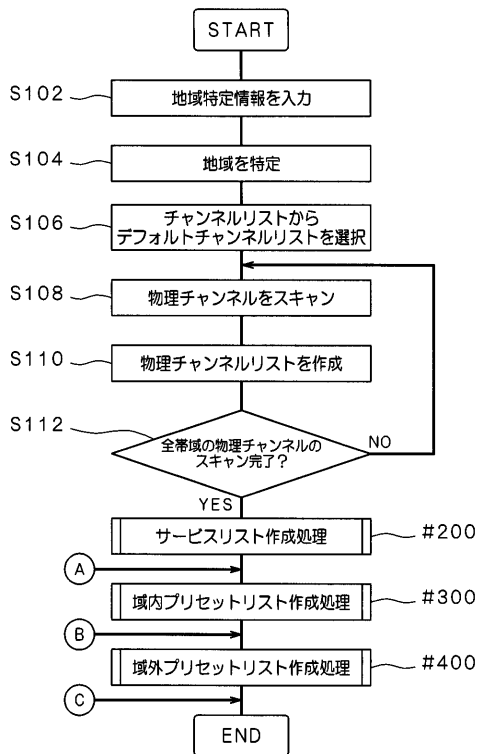 START
S102
地域特定情報を入力
S104
地域を特定
S106
チャンネルリストから
デフォルトチャンネルリストを選択
S108
物理チャンネルをスキャン
S110
物理チャンネルリストを作成
S112
全帯域の物理チャンネルの
スキャン完了?
NO
YES
サービスリスト作成処理
#200
A
域内プリセットリスト作成処理
#300
B
域外プリセットリスト作成処理
#400
C
END